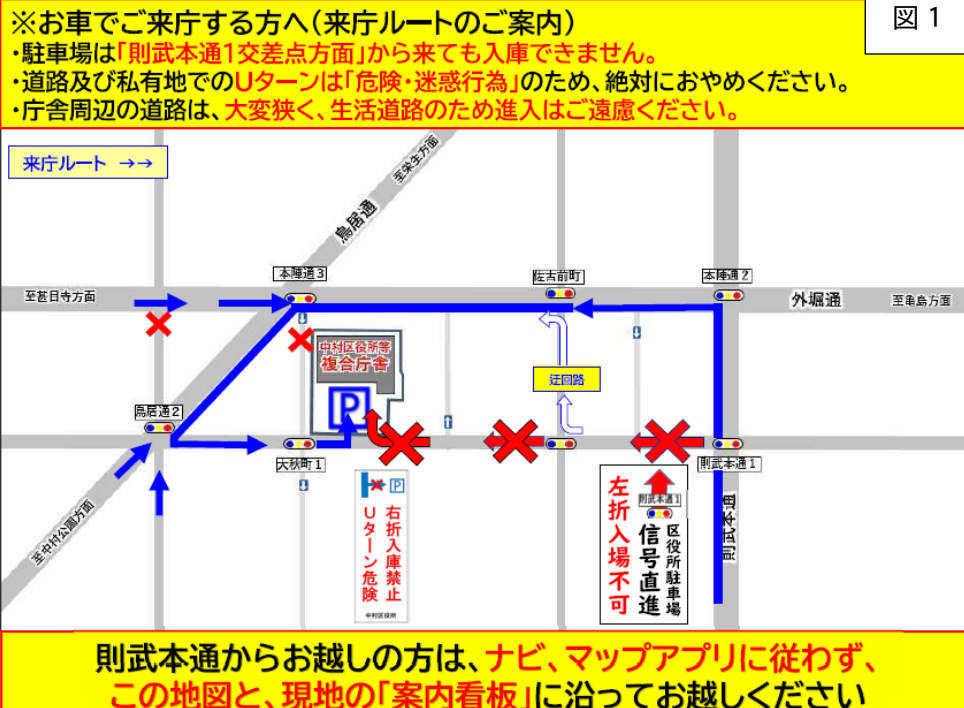 ※お車でご来庁する方へ(来庁ルートのご案内)
図 1
・駐車場は「則武本通1交差点方面」から来ても入庫できません。
・道路及び私有地でのUターンは「危険・迷惑行為」のため、絶対におやめください。
・庁舎周辺の道路は、大変狭く、生活道路のため進入はご遠慮ください。
来庁ルート →→
至栄生方面
鳥居通
本陣通3
佐古前町
本陣通2
至甚目寺方面
外堀通
至亀島方面
中村区役所等
複合庁舎
P
迂回路
鳥居通2
大秋町1
則武本通1
至中村公園方面
P
右折入庫禁止
Uターン危険
中村区役所
則武本通1
区役所駐車場
信号直進
左折入場不可
則武本通
則武本通からお越しの方は、ナビ、マップアプリに従わず、
この地図と、現地の「案内看板」に沿ってお越しください